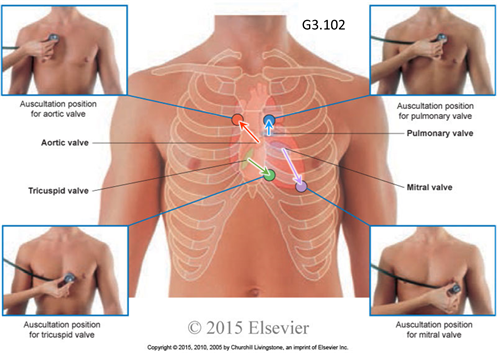 G3.102
Auscultation position
for aortic valve
Auscultation position
for pulmonary valve
Aortic valve
Pulmonary valve
Tricuspid valve
Mitral valve
Auscultation position
for tricuspid valve
Auscultation position
for mitral valve
© 2015 Elsevier
Copyright © 2015, 2010, 2005 by Churchill Livingstone, an imprint of Elsevier Inc.